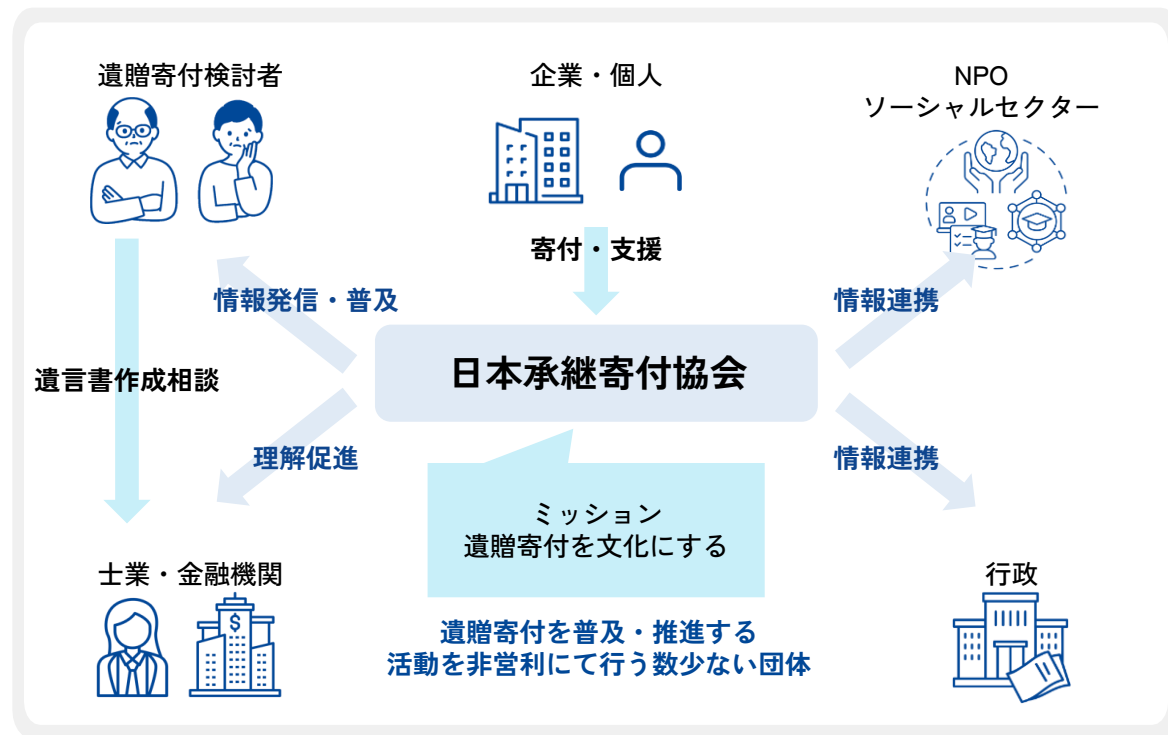 遺贈寄付検討者
企業・個人
NPO
ソーシャルセクター
寄付・支援
情報発信・普及
情報連携
日本承継寄付協会
遺言書作成相談
理解促進
情報連携
ミッション
遺贈寄付を文化にする
士業・金融機関
$
行政
遺贈寄付を普及・推進する
活動を非営利にて行う数少ない団体